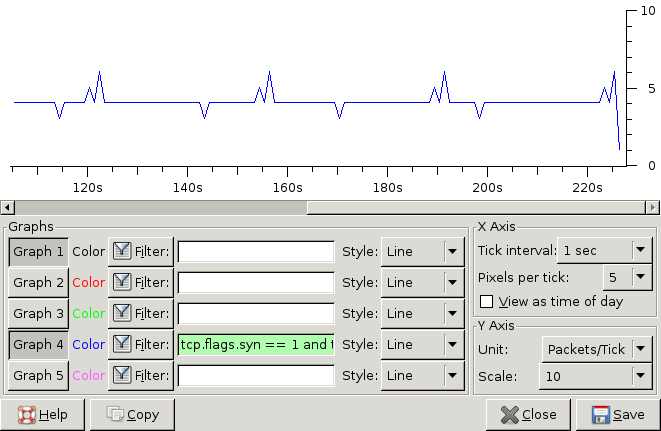 10
5
0
120s 140s 160s 180s 200s 220s
Graphs
Graph 1 Color Filter: Style: Line
Graph 2 Color Filter: Style: Line
Graph 3 Color Filter: Style: Line
Graph 4 Color Filter: tcp.flags.syn == 1 and t Style: Line
Graph 5 Color Filter: Style: Line
X Axis
Tick interval: 1 sec
Pixels per tick: 5
View as time of day
Y Axis
Unit: Packets/Tick
Scale: 10
Help Copy Close Save